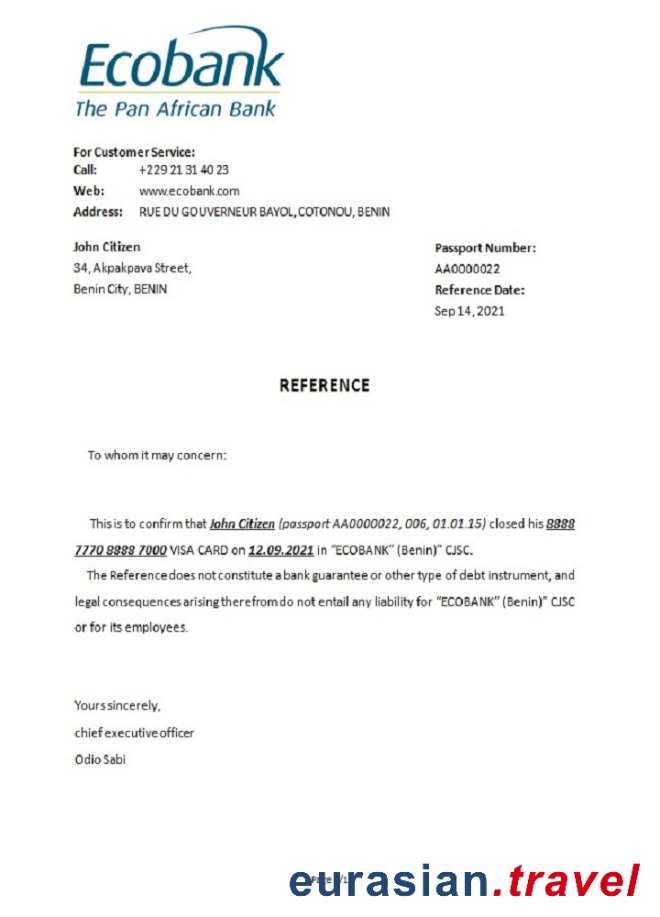 Ecobank
The Pan African Bank
For Customer Service:
Call: +229 21 31 40 23
Web: www.ecobank.com
Address: RUE DU GOUVERNEUR BAYOL, COTONOU, BENIN
John Citizen
34, Akpakpava Street,
Benin City, BENIN
Passport Number:
AA0000022
Reference Date:
Sep 14, 2021
REFERENCE
To whom it may concern:
This is to confirm that John Citizen (passport AA0000022, 006, 01.01.15) closed his 8888
7770 8888 7000 VISA CARD on 12.09.2021 in "ECOBANK" (Benin)" CJSC.
The Reference does not constitute a bank guarantee or other type of debt instrument, and
legal consequences arising therefrom do not entail any liability for "ECOBANK" (Benin)" CJSC
or for its employees.
Yours sincerely,
chief executive officer
Odio Sabi
eurasian.travel